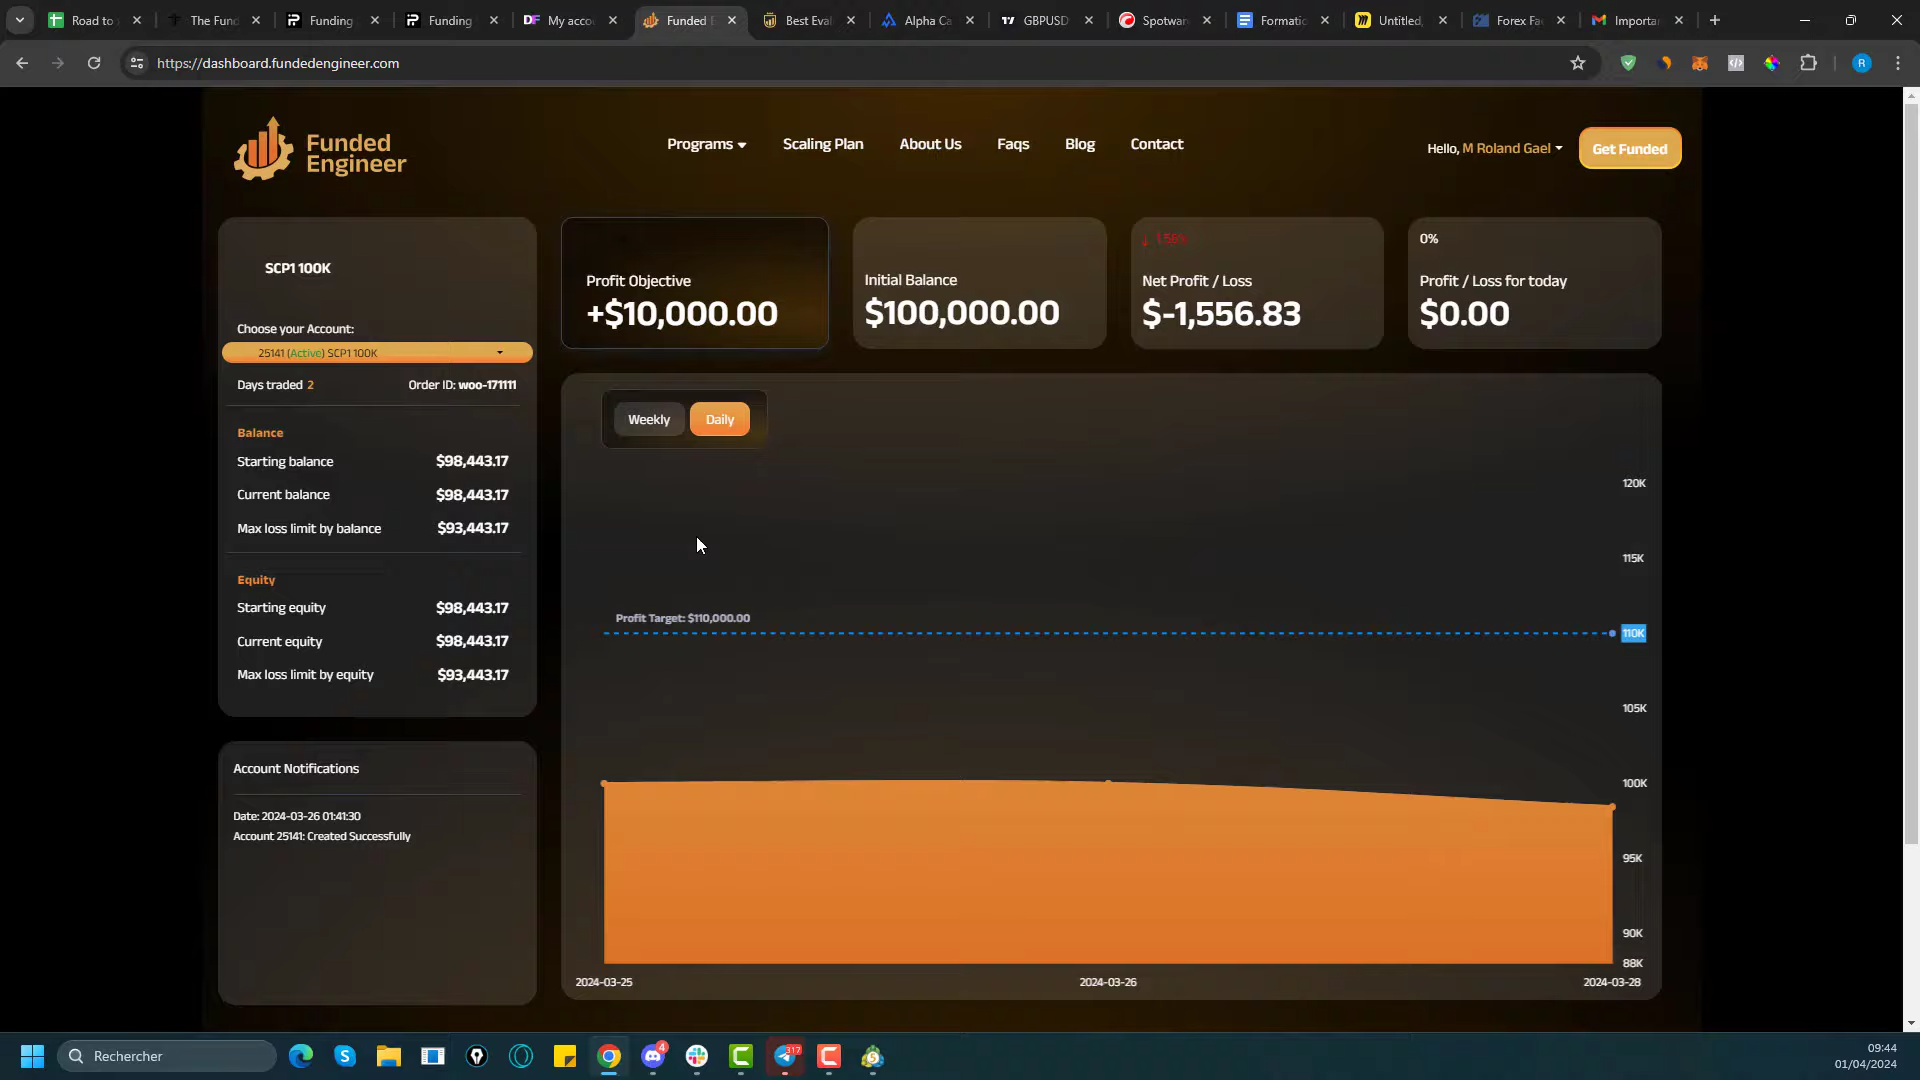 Road to
The Fund
Funding
Funding
My acco
Funded E
Best Eval
Alpha Ca
GBPUSD
Spotwar
Formatio
Untitled,
Forex Fa
Importan
https://dashboard.fundedengineer.com
R
Funded
Engineer
Programs
Scaling Plan
About Us
Faqs
Blog
Contact
Hello, M Roland Gael
Get Funded
SCP1 100K
Choose your Account:
25141 (Active) SCP1 100K
Days traded 2
Order ID: woo-171111
Balance
Starting balance $98,443.17
Current balance $98,443.17
Max loss limit by balance $93,443.17
Equity
Starting equity $98,443.17
Current equity $98,443.17
Max loss limit by equity $93,443.17
Account Notifications
Date: 2024-03-26 01:41:30
Account 25141: Created Successfully
Profit Objective
+$10,000.00
Initial Balance
$100,000.00
↓ 1.56%
Net Profit / Loss
$-1,556.83
0%
Profit / Loss for today
$0.00
Weekly
Daily
120K
115K
Profit Target: $110,000.00
110K
105K
100K
95K
90K
88K
2024-03-25
2024-03-26
2024-03-28
Rechercher
4
317
09:44
01/04/2024